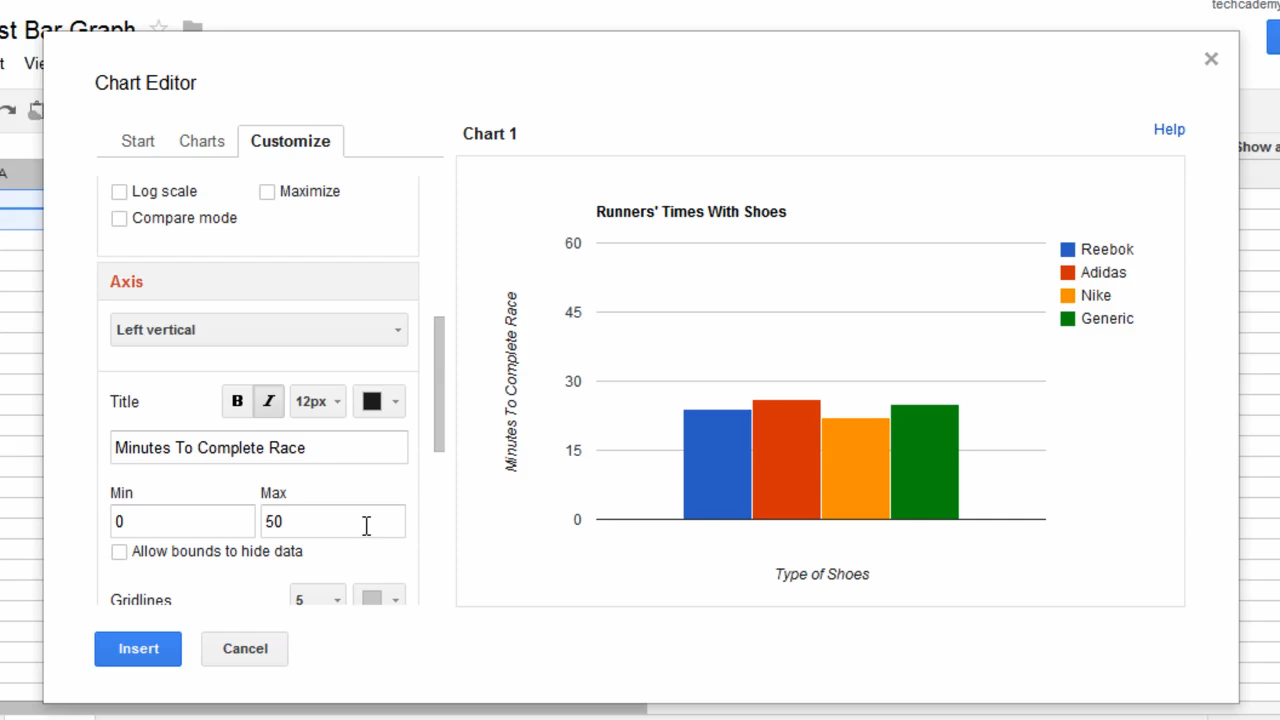 techcademy
st Bar Graph
t Vie
Show a
A
Chart Editor
Start Charts Customize
Log scale Maximize
Compare mode
Axis
Left vertical
Title B I 12px
Minutes To Complete Race
Min Max
0 50
Allow bounds to hide data
Gridlines 5
Insert Cancel
Chart 1
Help
Runners' Times With Shoes
60
45
30
15
0
Minutes To Complete Race
Type of Shoes
Reebok
Adidas
Nike
Generic